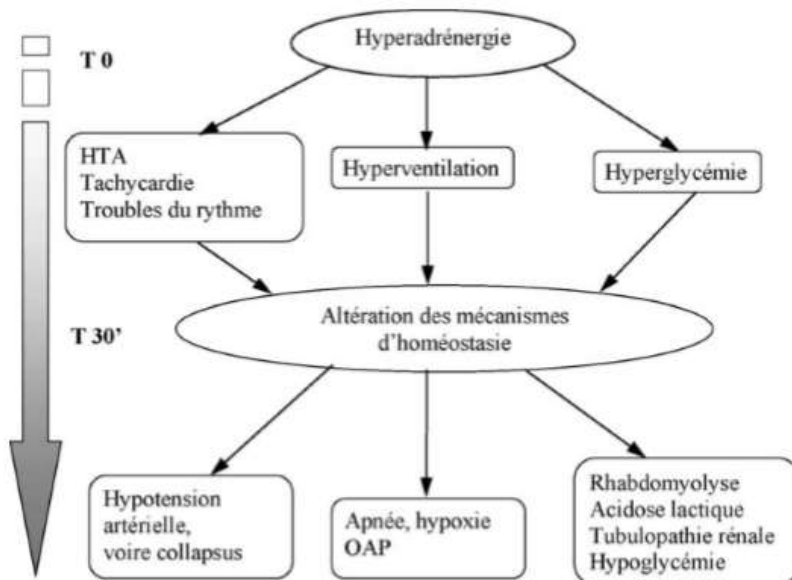 Hyperadrénergie
T 0
HTA
Tachycardie
Troubles du rythme
Hyperventilation
Hyperglycémie
Altération des mécanismes
d'homéostasie
T 30'
Hypotension
artérielle,
voire collapsus
Apnée, hypoxie
OAP
Rhabdomyolyse
Acidose lactique
Tubulopathie rénale
Hypoglycémie